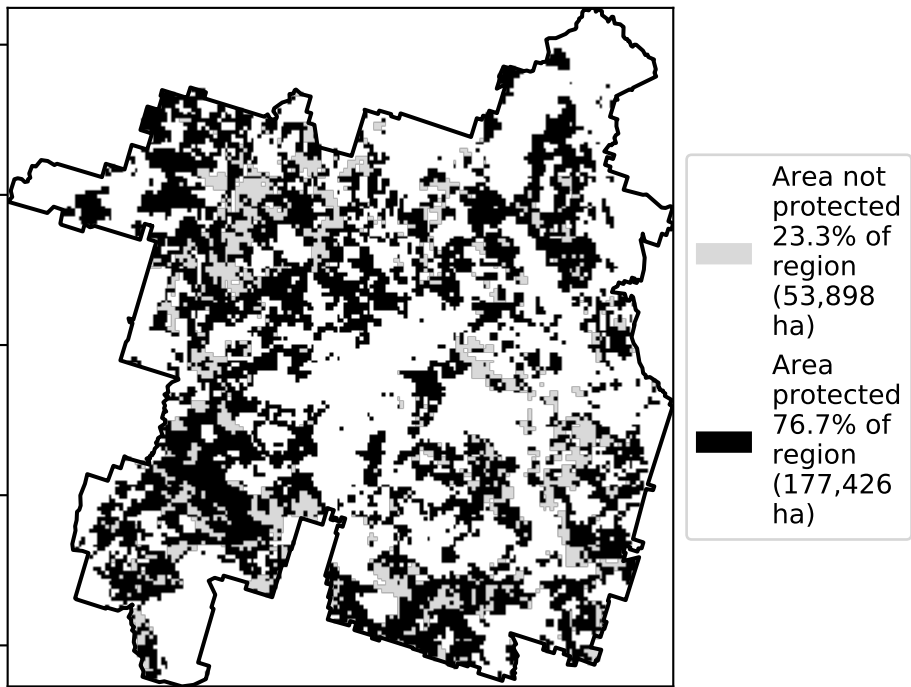 Area not
protected
23.3% of
region
(53,898
ha)
Area
protected
76.7% of
region
(177,426
ha)